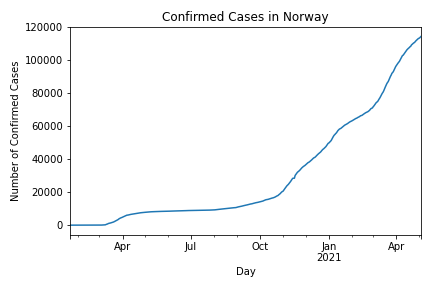 Confirmed Cases in Norway
120000
100000
80000
60000
40000
20000
0
Number of Confirmed Cases
Apr Jul Oct Jan Apr
2021
Day